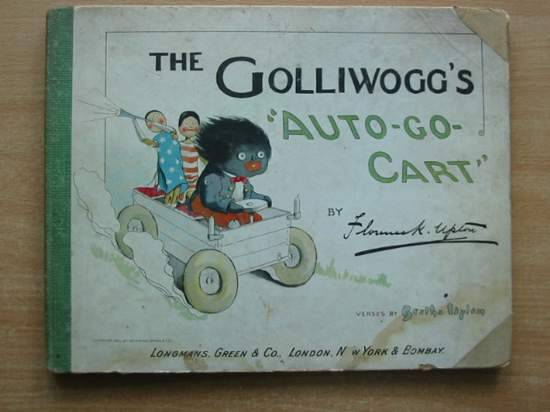 THE GOLLIWOGG'S
"AUTO-GO-
CART"
BY Florence K. Upton
VERSES BY Bertha Upton
LONGMANS, GREEN & Co., LONDON, N W YORK & BOMBAY.